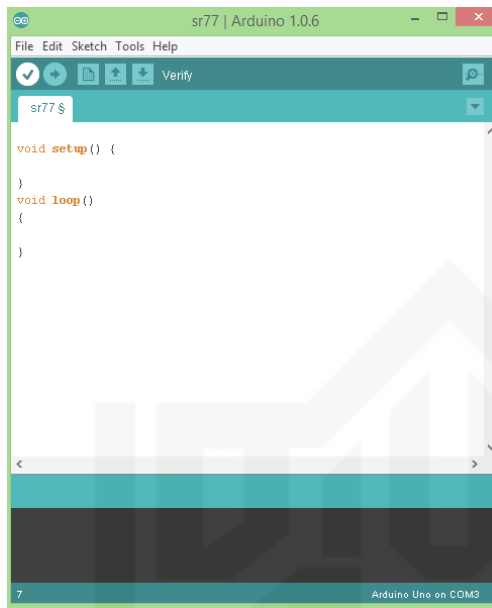 sr77 | Arduino 1.0.6
File Edit Sketch Tools Help
Verify
sr77 §
void setup() {
}
void loop()
{
}
7
Arduino Uno on COM3